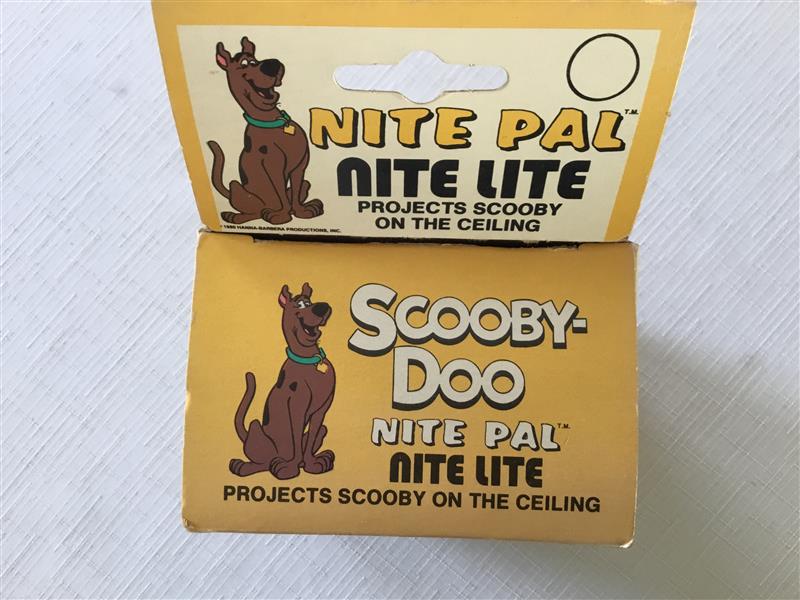 NITE PAL™
NITE LITE
PROJECTS SCOOBY
ON THE CEILING
1980 HANNA-BARBERA PRODUCTIONS, INC.
SCOOBY-
DOO
NITE PAL™
NITE LITE
PROJECTS SCOOBY ON THE CEILING